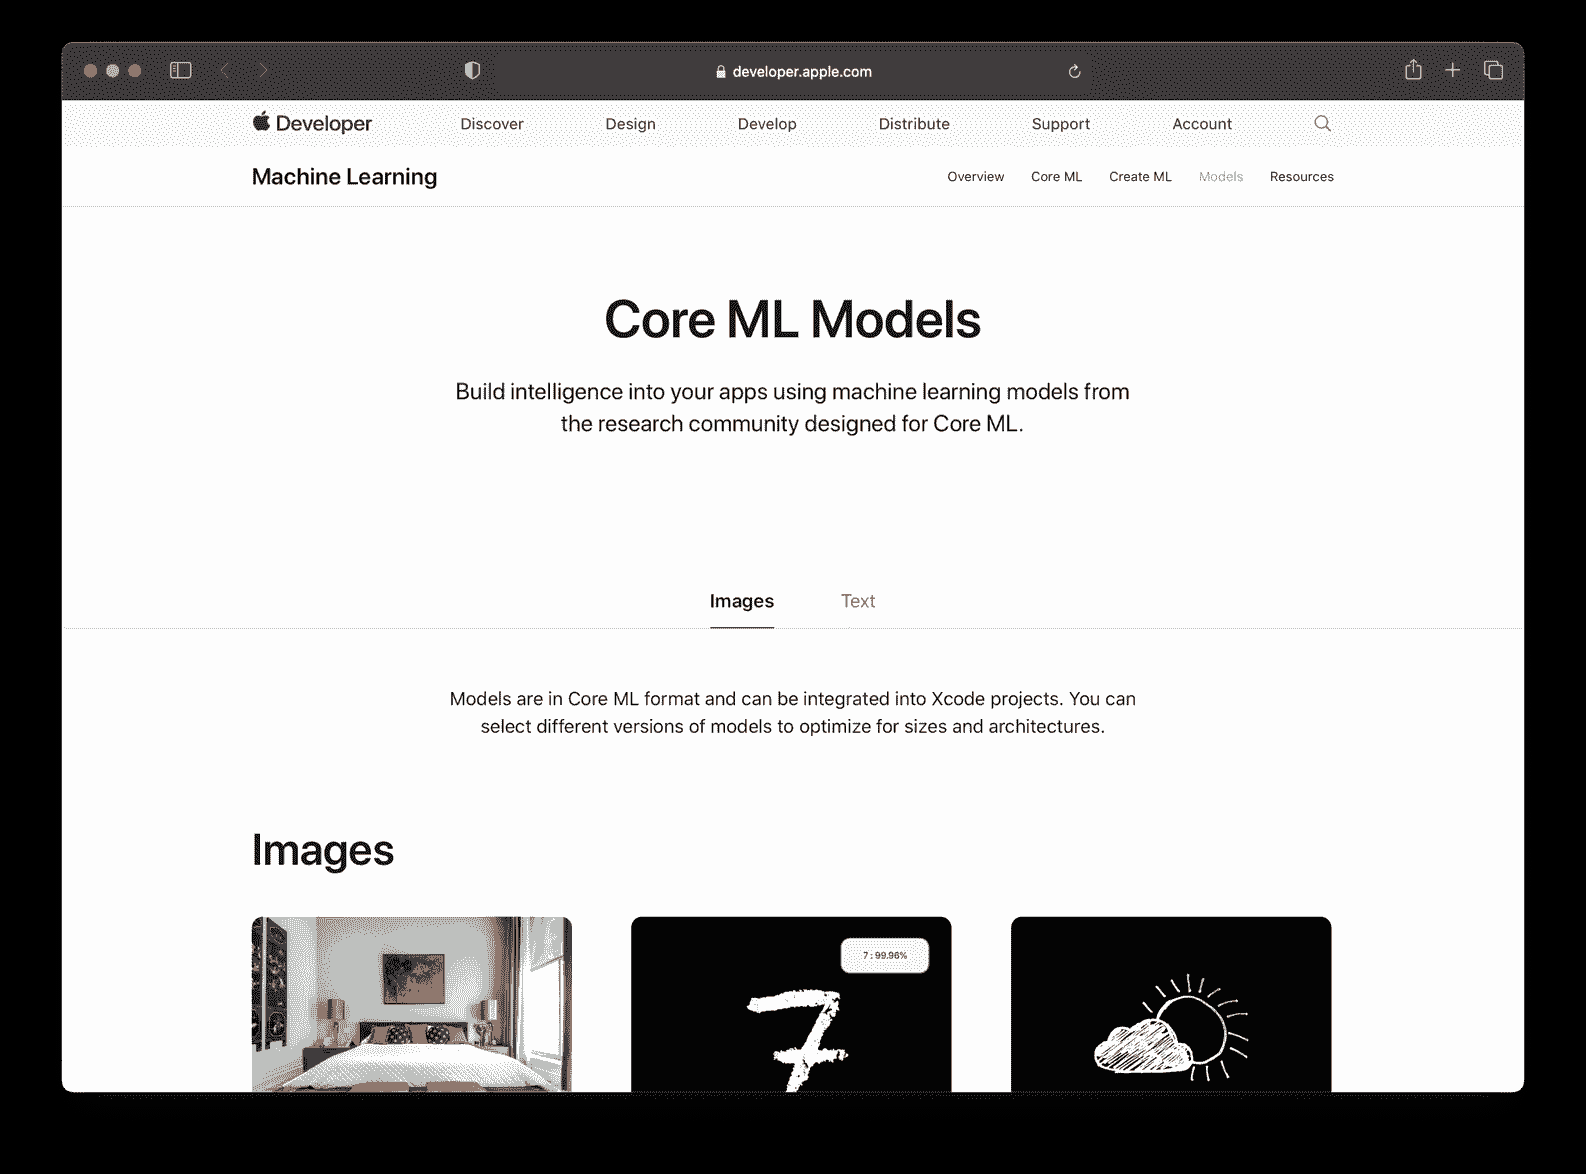 developer.apple.com
Developer Discover Design Develop Distribute Support Account
Machine Learning Overview Core ML Create ML Models Resources
Core ML Models
Build intelligence into your apps using machine learning models from
the research community designed for Core ML.
Images Text
Models are in Core ML format and can be integrated into Xcode projects. You can
select different versions of models to optimize for sizes and architectures.
Images
7 : 99.96%
7